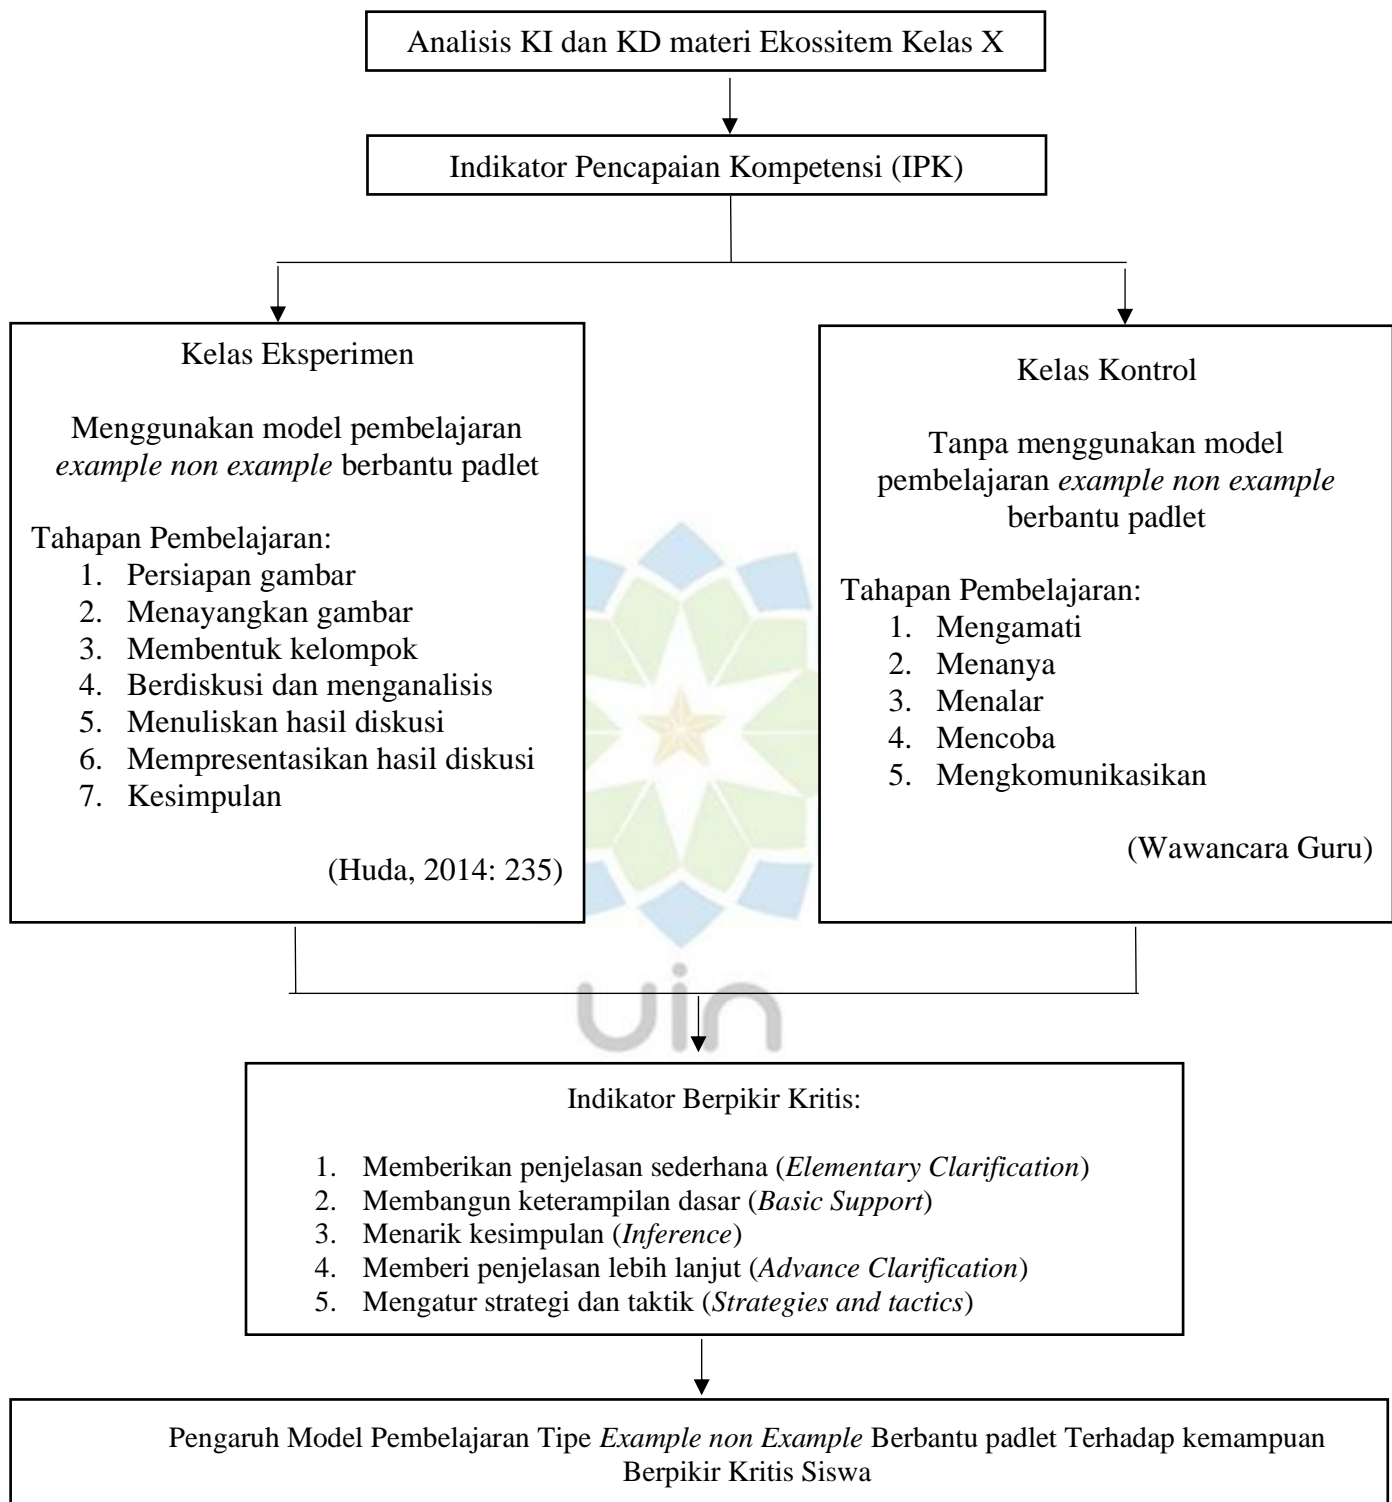 Analisis KI dan KD materi Ekossitem Kelas X
Indikator Pencapaian Kompetensi (IPK)
Kelas Eksperimen
Menggunakan model pembelajaran
example non example berbantu padlet
Tahapan Pembelajaran:
1. Persiapan gambar
2. Menayangkan gambar
3. Membentuk kelompok
4. Berdiskusi dan menganalisis
5. Menuliskan hasil diskusi
6. Mempresentasikan hasil diskusi
7. Kesimpulan
(Huda, 2014: 235)
Kelas Kontrol
Tanpa menggunakan model
pembelajaran example non example
berbantu padlet
Tahapan Pembelajaran:
1. Mengamati
2. Menanya
3. Menalar
4. Mencoba
5. Mengkomunikasikan
(Wawancara Guru)
uin
Indikator Berpikir Kritis:
1. Memberikan penjelasan sederhana (Elementary Clarification)
2. Membangun keterampilan dasar (Basic Support)
3. Menarik kesimpulan (Inference)
4. Memberi penjelasan lebih lanjut (Advance Clarification)
5. Mengatur strategi dan taktik (Strategies and tactics)
Pengaruh Model Pembelajaran Tipe Example non Example Berbantu padlet Terhadap kemampuan
Berpikir Kritis Siswa